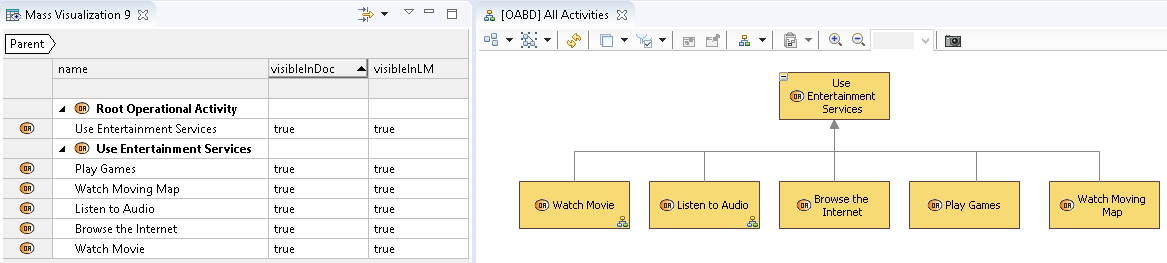 Mass Visualization 9
Parent
name visibleInDoc visibleInLM
OA Root Operational Activity
OA Use Entertainment Services true true
OA Use Entertainment Services
OA Play Games true true
OA Watch Moving Map true true
OA Listen to Audio true true
OA Browse the Internet true true
OA Watch Movie true true
[OABD] All Activities
Use
OA Entertainment
Services
OA Watch Movie
OA Listen to Audio
OA Browse the
Internet
OA Play Games
OA Watch Moving
Map